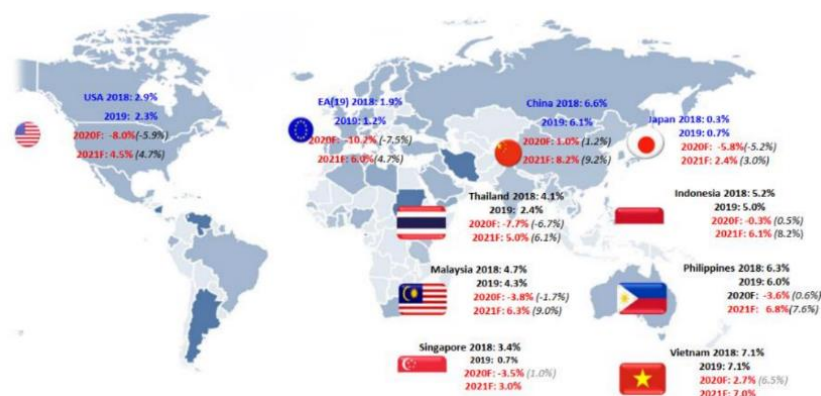 USA 2018: 2.9%
2019: 2.3%
2020F: -8.0%(-5.9%)
2021F: 4.5% (4.7%)
EA(19) 2018: 1.9%
2019: 1.2%
2020F: -10.2%(-7.5%)
2021F: 6.0%(4.7%)
China 2018: 6.6%
2019: 6.1%
2020F: 1.0% (1.2%)
2021F: 8.2% (9.2%)
Japan 2018: 0.3%
2019: 0.7%
2020F: -5.8%(-5.2%)
2021F: 2.4% (3.0%)
Thailand 2018: 4.1%
2019: 2.4%
2020F: -7.7% (-6.7%)
2021F: 5.0% (6.1%)
Indonesia 2018: 5.2%
2019: 5.0%
2020F: -0.3% (0.5%)
2021F: 6.1% (8.2%)
Malaysia 2018: 4.7%
2019: 4.3%
2020F: -3.8% (-1.7%)
2021F: 6.3% (9.0%)
Philippines 2018: 6.3%
2019: 6.0%
2020F: -3.6% (0.6%)
2021F: 6.8%(7.6%)
Singapore 2018: 3.4%
2019: 0.7%
2020F: -3.5% (1.0%)
2021F: 3.0%
Vietnam 2018: 7.1%
2019: 7.1%
2020F: 2.7% (6.5%)
2021F: 7.0%